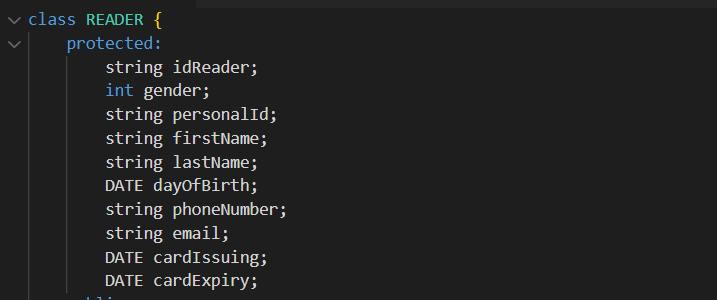 class READER {
protected:
string idReader;
int gender;
string personalId;
string firstName;
string lastName;
DATE dayOfBirth;
string phoneNumber;
string email;
DATE cardIssuing;
DATE cardExpiry;